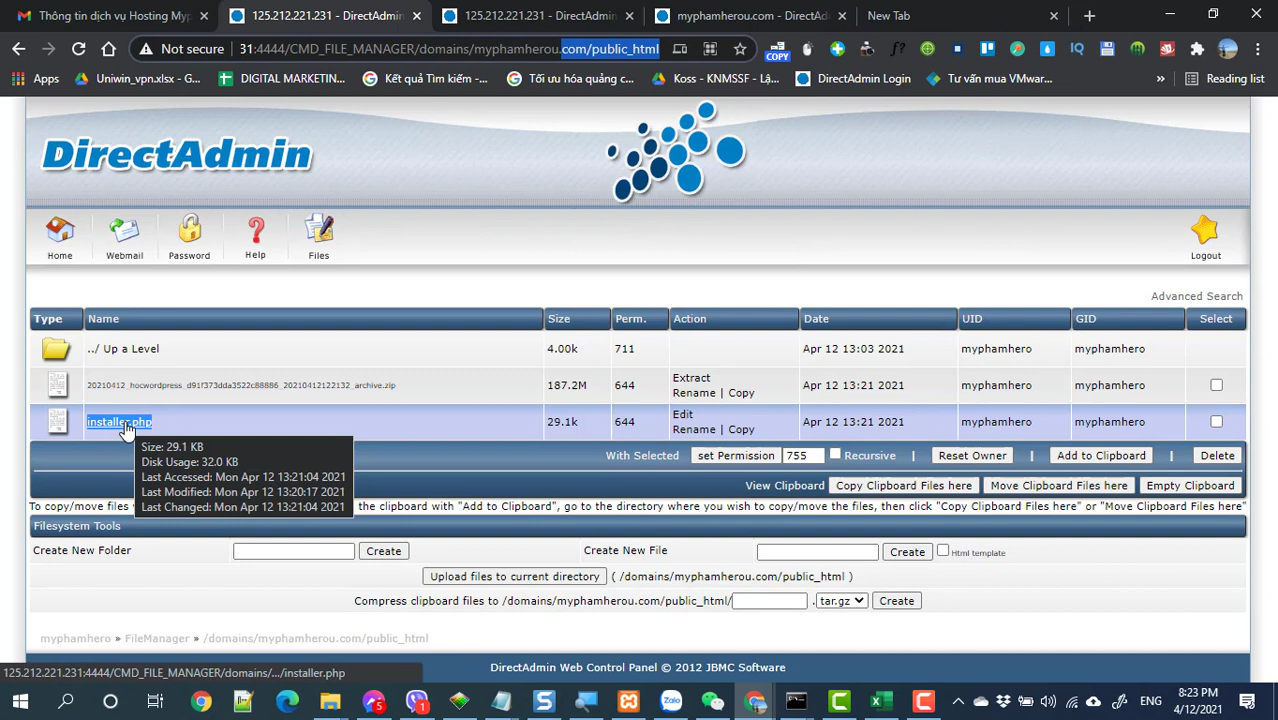 Thông tin dịch vụ Hosting Myp
125.212.221.231 - DirectAdmin
125.212.221.231 - DirectAdmin
myphamherou.com - DirectAd
New Tab
Not secure
31:4444/CMD_FILE_MANAGER/domains/myphamherou.com/public_html
COPY
f?
IQ
Apps
Uniwin_vpn.xlsx - G...
DIGITAL MARKETIN...
Kết quả Tìm kiếm -...
Tối ưu hóa quảng c...
Koss - KNMSSF - Lậ...
DirectAdmin Login
Tư vấn mua VMwar...
»
Reading list
DirectAdmin
Home
Webmail
Password
Help
Files
Logout
Advanced Search
Type Name Size Perm. Action Date UID GID Select
../ Up a Level 4.00k 711 Apr 12 13:03 2021 myphamhero myphamhero
20210412_hocwordpress_d91f373dda3522c88886_20210412122132_archive.zip 187.2M 644 Extract Apr 12 13:21 2021 myphamhero myphamhero
Rename | Copy
installer.php 29.1k 644 Edit Apr 12 13:21 2021 myphamhero myphamhero
Rename | Copy
Size: 29.1 KB
Disk Usage: 32.0 KB
Last Accessed: Mon Apr 12 13:21:04 2021
Last Modified: Mon Apr 12 13:20:17 2021
Last Changed: Mon Apr 12 13:21:04 2021
With Selected set Permission 755 Recursive | Reset Owner | Add to Clipboard | Delete
View Clipboard Copy Clipboard Files here Move Clipboard Files here Empty Clipboard
To copy/move files the clipboard with "Add to Clipboard", go to the directory where you wish to copy/move the files, then click "Copy Clipboard Files here" or "Move Clipboard Files here"
Filesystem Tools
Create New Folder Create Create New File Create Html template
Upload files to current directory ( /domains/myphamherou.com/public_html )
Compress clipboard files to /domains/myphamherou.com/public_html/ . tar.gz Create
myphamhero » FileManager » /domains/myphamherou.com/public_html
125.212.221.231:4444/CMD_FILE_MANAGER/domains/.../installer.php
DirectAdmin Web Control Panel © 2012 JBMC Software
5
1
Zalo
ENG
8:23 PM
4/12/2021
1